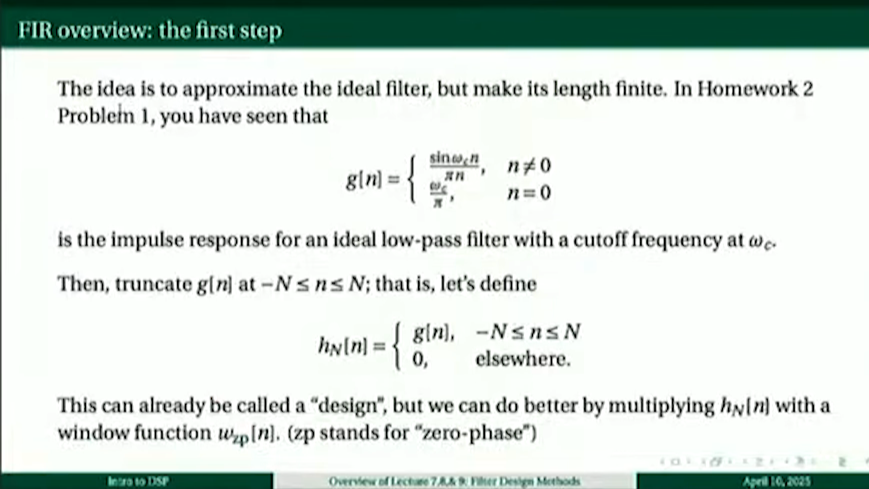 FIR overview: the first step
The idea is to approximate the ideal filter, but make its length finite. In Homework 2
Problem 1, you have seen that
g[n] = { sin ω_c n / πn, n ≠ 0
ω_c / π, n = 0
is the impulse response for an ideal low-pass filter with a cutoff frequency at ω_c.
Then, truncate g[n] at −N ≤ n ≤ N; that is, let's define
h_N[n] = { g[n], −N ≤ n ≤ N
0, elsewhere.
This can already be called a "design", but we can do better by multiplying h_N[n] with a
window function w_zp[n]. (zp stands for "zero-phase")
Intro to DSP Overview of Lecture 7,8,& 9: Filter Design Methods April 10, 2025